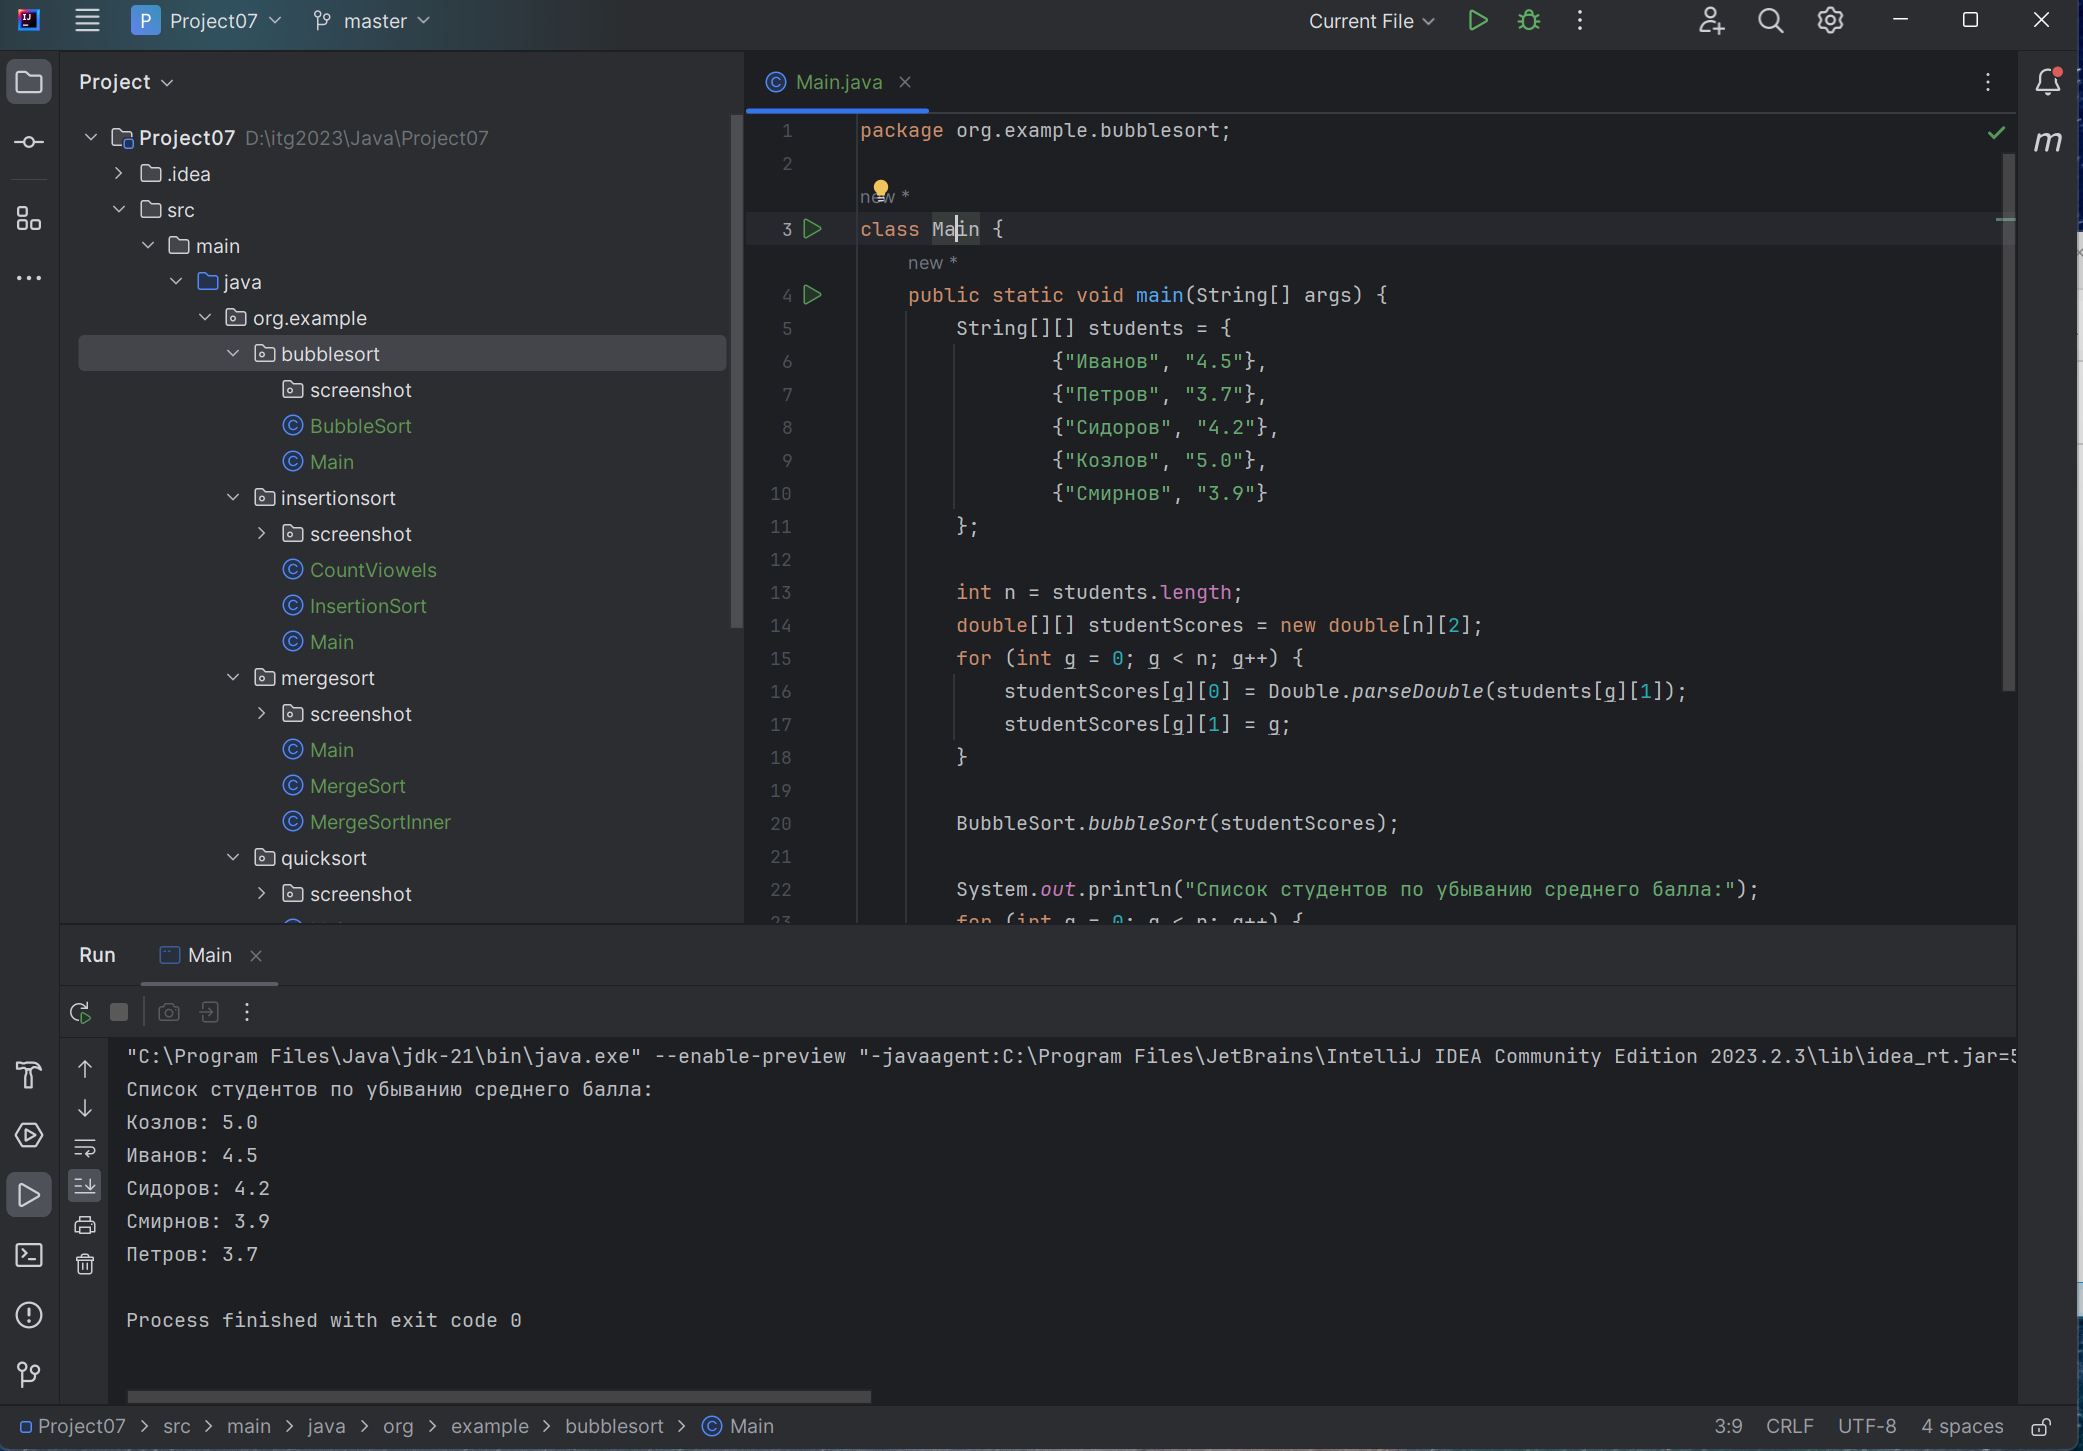 P Project07 master Current File
Project
Main.java
Project07 D:\itg2023\Java\Project07
.idea
src
main
java
org.example
bubblesort
screenshot
BubbleSort
Main
insertionsort
screenshot
CountViowels
InsertionSort
Main
mergesort
screenshot
Main
MergeSort
MergeSortInner
quicksort
screenshot
1 package org.example.bubblesort;
2
new *
3 class Main {
new *
4 public static void main(String[] args) {
5 String[][] students = {
6 {"Иванов", "4.5"},
7 {"Петров", "3.7"},
8 {"Сидоров", "4.2"},
9 {"Козлов", "5.0"},
10 {"Смирнов", "3.9"}
11 };
12
13 int n = students.length;
14 double[][] studentScores = new double[n][2];
15 for (int g = 0; g < n; g++) {
16 studentScores[g][0] = Double.parseDouble(students[g][1]);
17 studentScores[g][1] = g;
18 }
19
20 BubbleSort.bubbleSort(studentScores);
21
22 System.out.println("Список студентов по убыванию среднего балла:");
23 for (int g = 0; g < n; g++) {
m
Run Main
"C:\Program Files\Java\jdk-21\bin\java.exe" --enable-preview "-javaagent:C:\Program Files\JetBrains\IntelliJ IDEA Community Edition 2023.2.3\lib\idea_rt.jar=5
Список студентов по убыванию среднего балла:
Козлов: 5.0
Иванов: 4.5
Сидоров: 4.2
Смирнов: 3.9
Петров: 3.7
Process finished with exit code 0
Project07 > src > main > java > org > example > bubblesort > Main 3:9 CRLF UTF-8 4 spaces